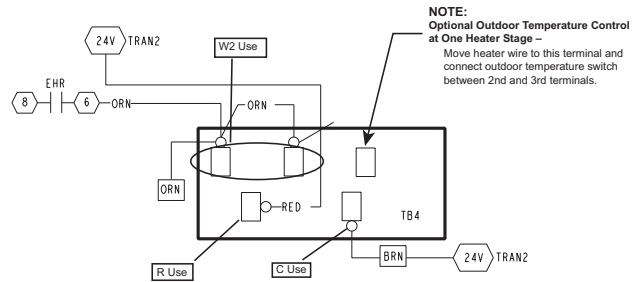 NOTE:
Optional Outdoor Temperature Control
at One Heater Stage –
Move heater wire to this terminal and
connect outdoor temperature switch
between 2nd and 3rd terminals.
24V TRAN2
W2 Use
EHR
8 6 ORN ORN
ORN
RED
TB4
R Use
C Use
BRN 24V TRAN2